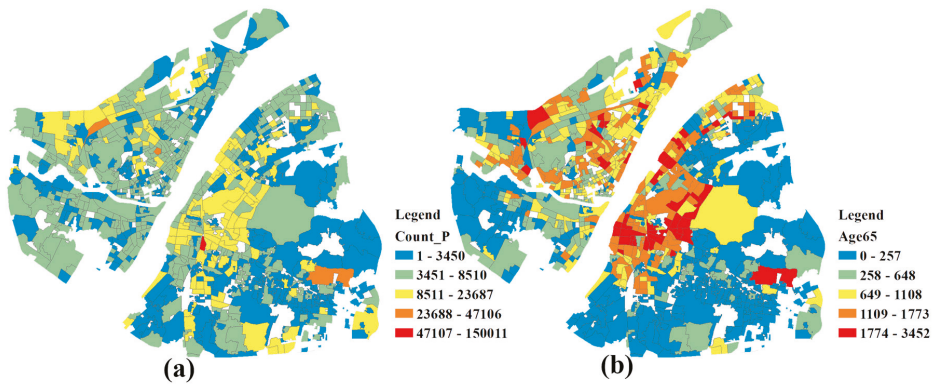 Legend
Count_P
1 - 3450
3451 - 8510
8511 - 23687
23688 - 47106
47107 - 150011
(a)
Legend
Age65
0 - 257
258 - 648
649 - 1108
1109 - 1773
1774 - 3452
(b)